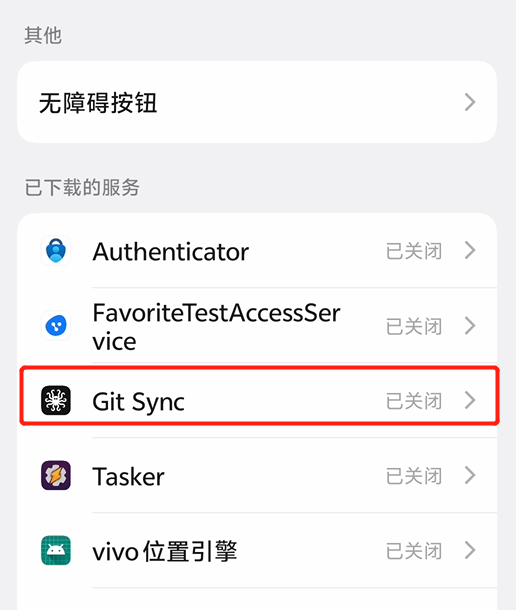 其他
无障碍按钮
已下载的服务
Authenticator 已关闭
FavoriteTestAccessSer
vice 已关闭
Git Sync 已关闭
Tasker 已关闭
vivo位置引擎 已关闭